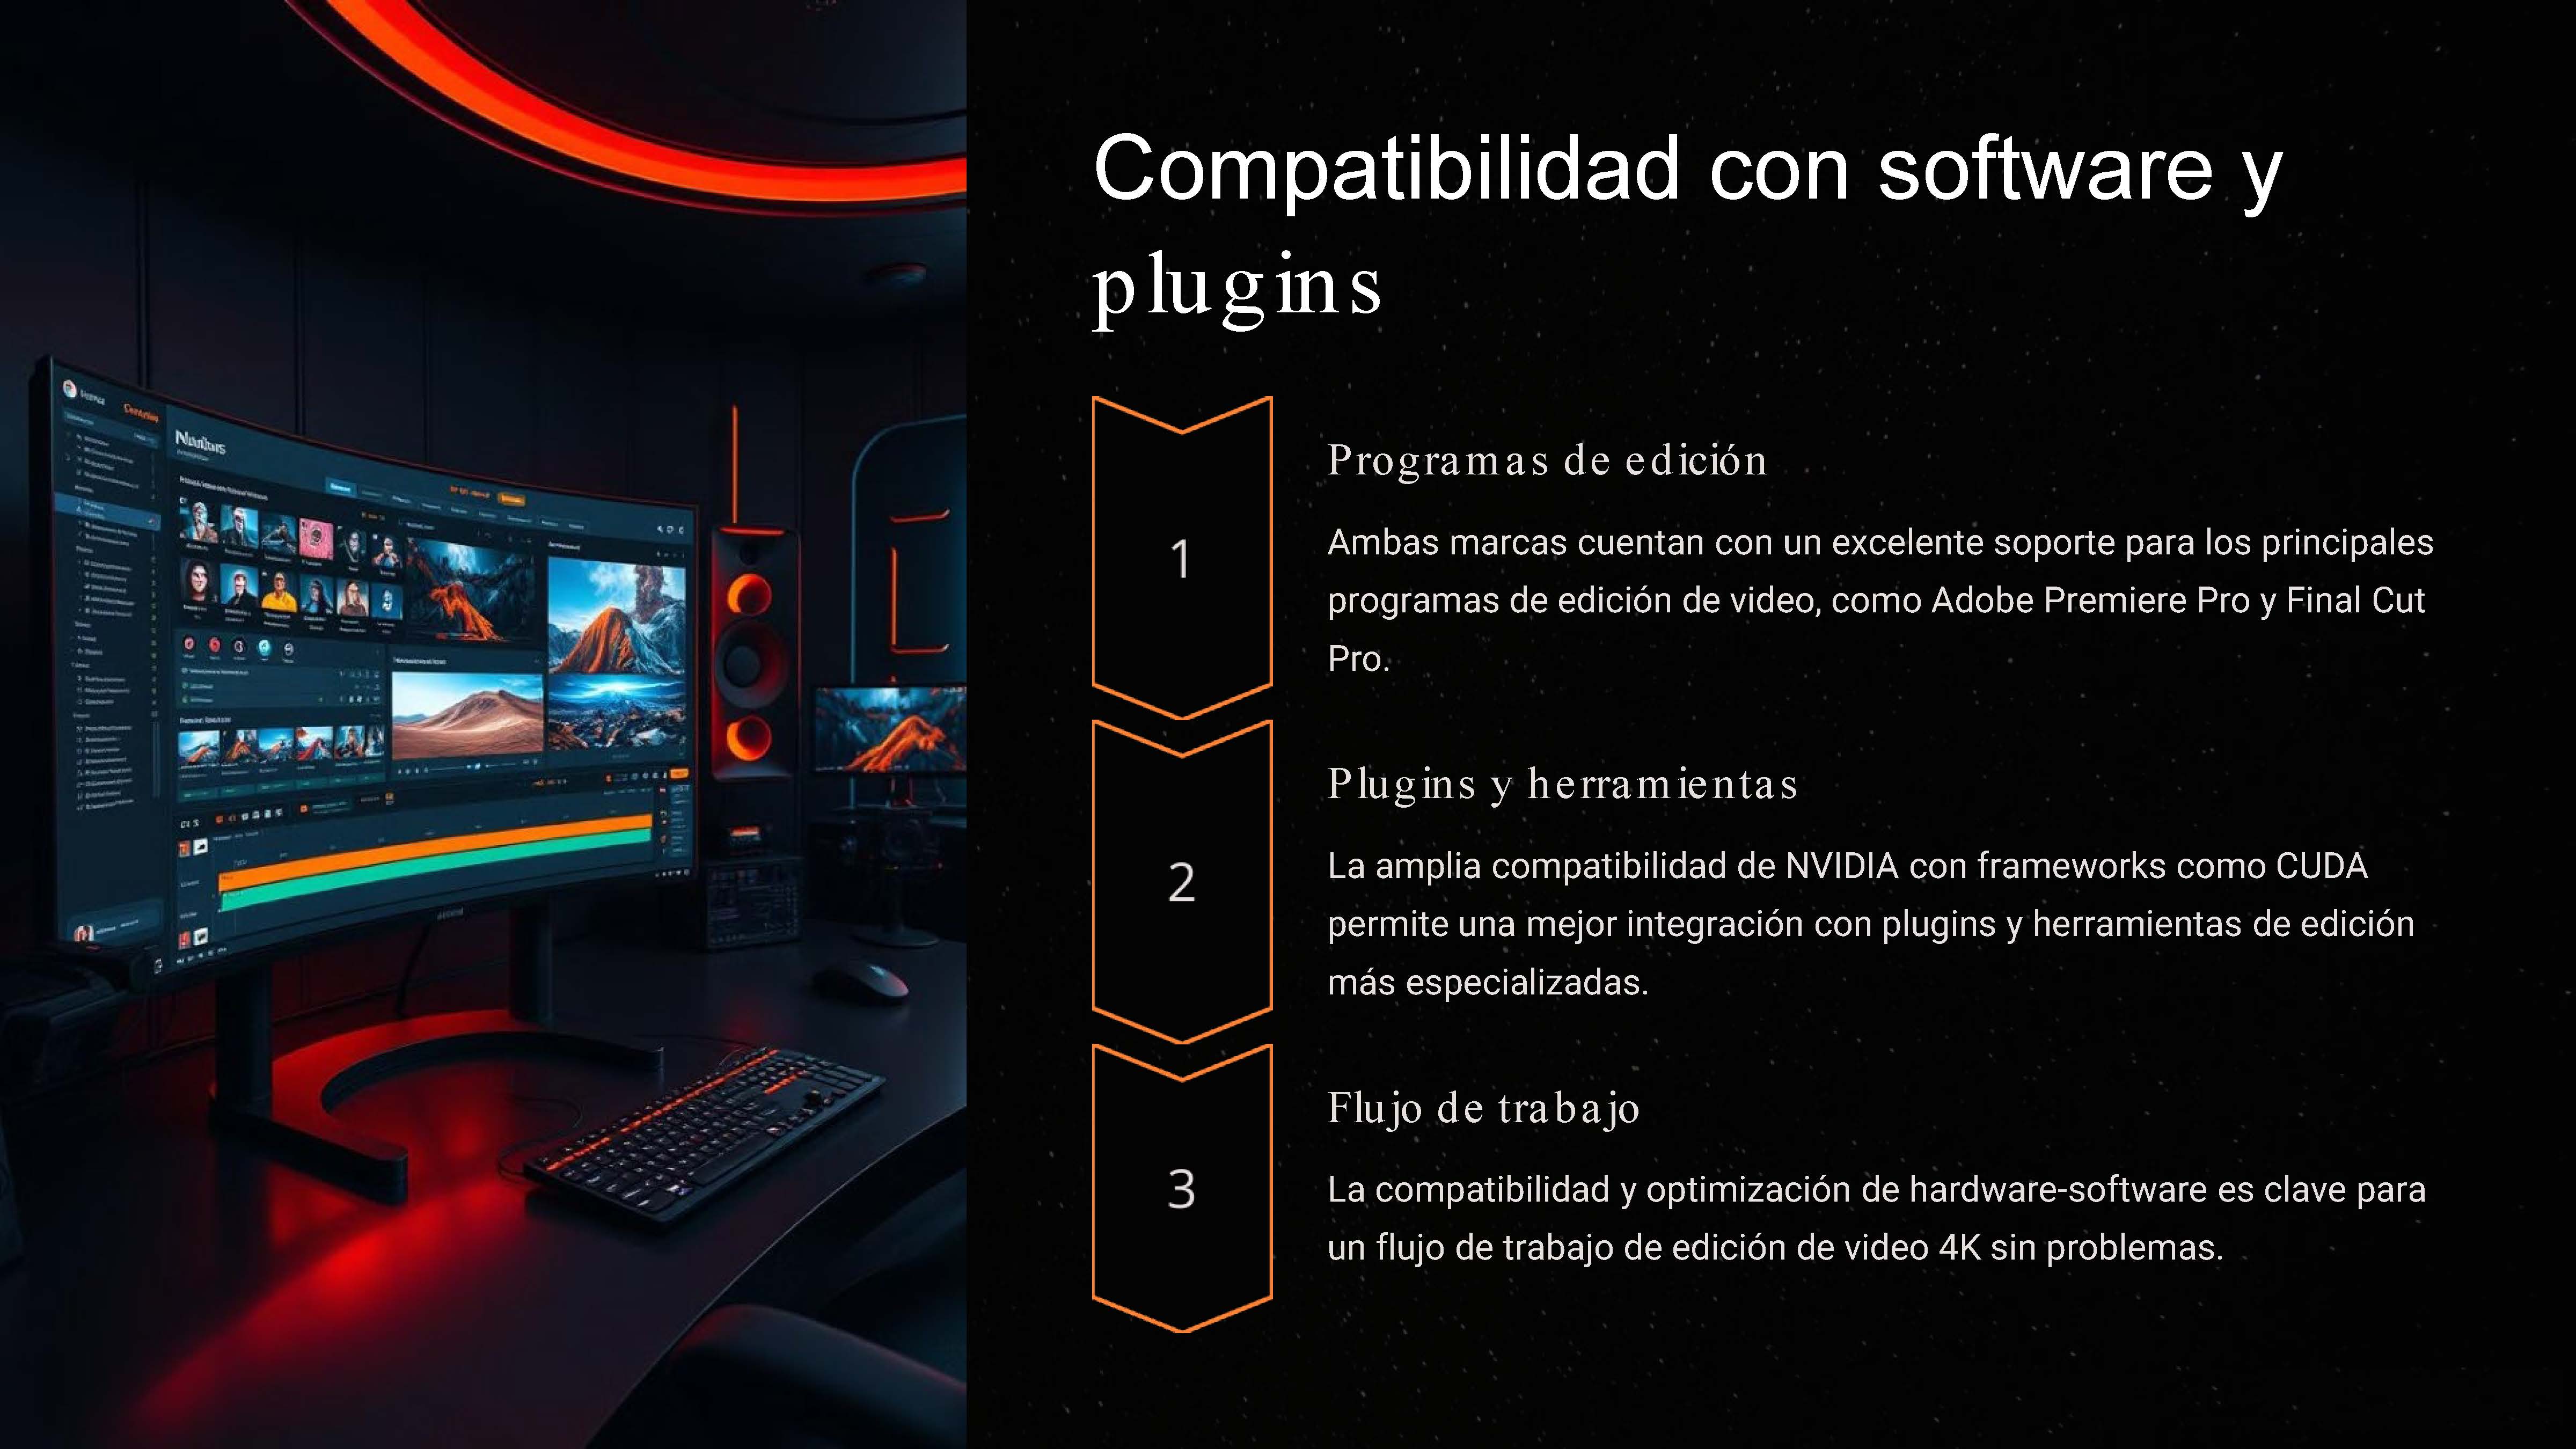 Compatibilidad con software y
plugins
1
Programas de edición
Ambas marcas cuentan con un excelente soporte para los principales
programas de edición de video, como Adobe Premiere Pro y Final Cut
Pro.
2
Plugins y herramientas
La amplia compatibilidad de NVIDIA con frameworks como CUDA
permite una mejor integración con plugins y herramientas de edición
más especializadas.
3
Flujo de trabajo
La compatibilidad y optimización de hardware-software es clave para
un flujo de trabajo de edición de video 4K sin problemas.